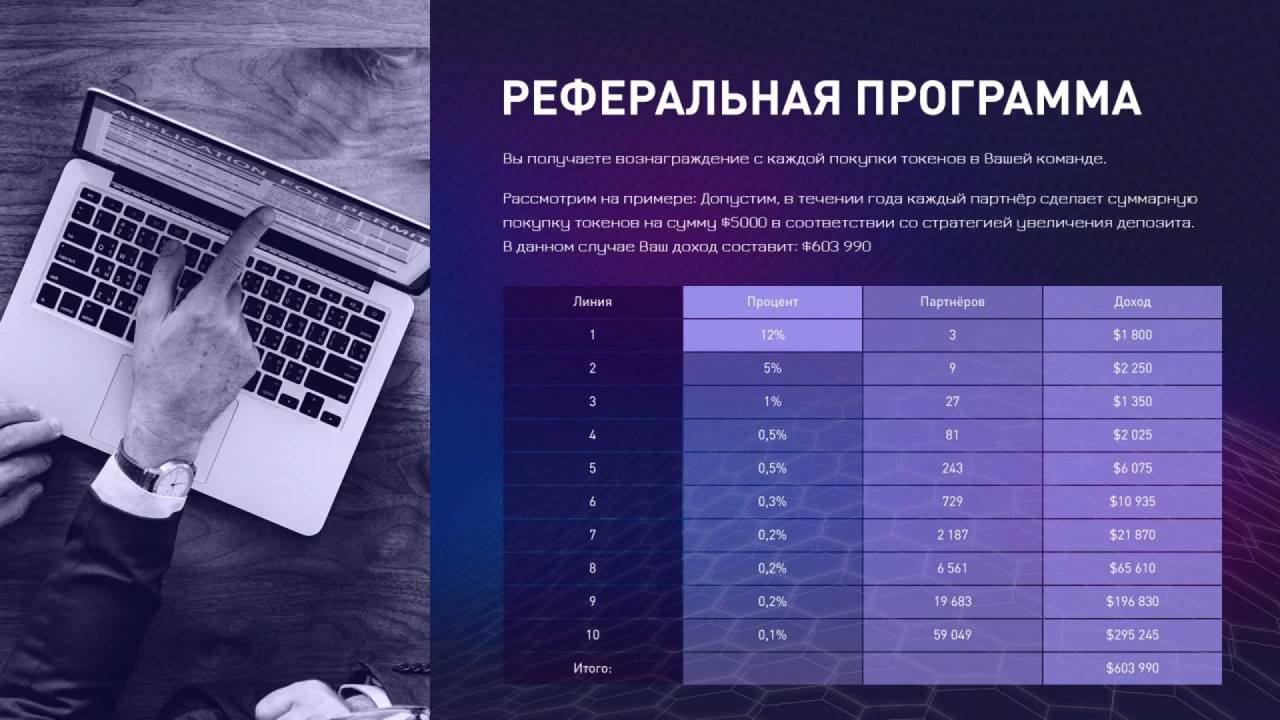 APPLICATION FOR PERMIT
РЕФЕРАЛЬНАЯ ПРОГРАММА
Вы получаете вознаграждение с каждой покупки токенов в Вашей команде.
Рассмотрим на примере: Допустим, в течении года каждый партнёр сделает суммарную
покупку токенов на сумму $5000 в соответствии со стратегией увеличения депозита.
В данном случае Ваш доход составит: $603 990
Линия Процент Партнёров Доход
1 12% 3 $1 800
2 5% 9 $2 250
3 1% 27 $1 350
4 0,5% 81 $2 025
5 0,5% 243 $6 075
6 0,3% 729 $10 935
7 0,2% 2 187 $21 870
8 0,2% 6 561 $65 610
9 0,2% 19 683 $196 830
10 0,1% 59 049 $295 245
Итого: $603 990